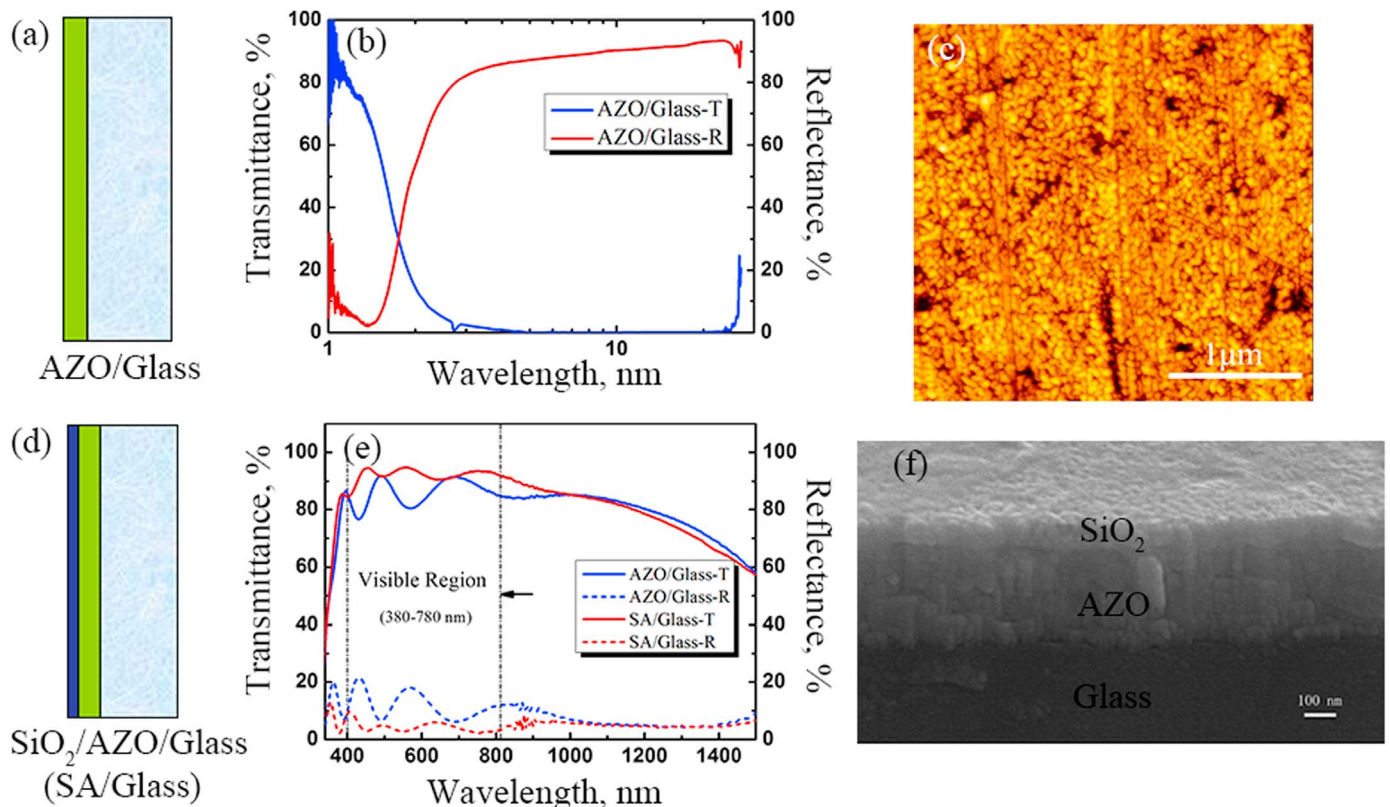 (a)
AZO/Glass
(b)
Transmittance, %
100
80
60
40
20
0
Reflectance, %
100
80
60
40
20
0
AZO/Glass-T
AZO/Glass-R
1
10
Wavelength, nm
(c)
1μm
(d)
SiO₂/AZO/Glass
(SA/Glass)
(e)
Transmittance, %
100
80
60
40
20
0
Reflectance, %
100
80
60
40
20
0
Visible Region
(380-780 nm)
AZO/Glass-T
AZO/Glass-R
SA/Glass-T
SA/Glass-R
400
600
800
1000
1200
1400
Wavelength, nm
(f)
SiO₂
AZO
Glass
100 nm